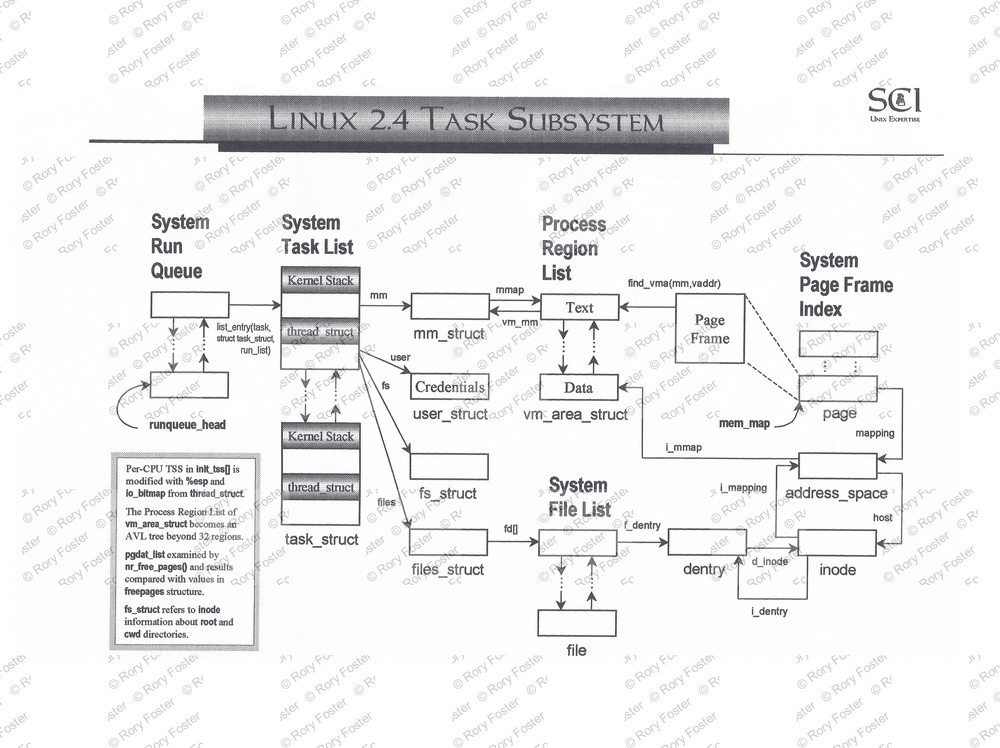 SCI
UNIX EXPERTISE
LINUX 2.4 TASK SUBSYSTEM
System
Run
Queue
System
Task List
Process
Region
List
System
Page Frame
Index
Kernel Stack
thread_struct
list_entry(task,
struct task_struct,
run_list)
runqueue_head
mm
mm_struct
mmap
vm_mm
Text
Data
vm_area_struct
find_vma(mm,vaddr)
Page
Frame
mem_map
page
mapping
user
Credentials
user_struct
fs
fs_struct
files
files_struct
Kernel Stack
thread_struct
task_struct
i_mmap
i_mapping
address_space
host
System
File List
fd[]
f_dentry
file
dentry
d_inode
i_dentry
inode
Per-CPU TSS in init_tss[] is
modified with %esp and
io_bitmap from thread_struct.
The Process Region List of
vm_area_struct becomes an
AVL tree beyond 32 regions.
pgdat_list examined by
nr_free_pages() and results
compared with values in
freepages structure.
fs_struct refers to inode
information about root and
cwd directories.
© Rory Foster